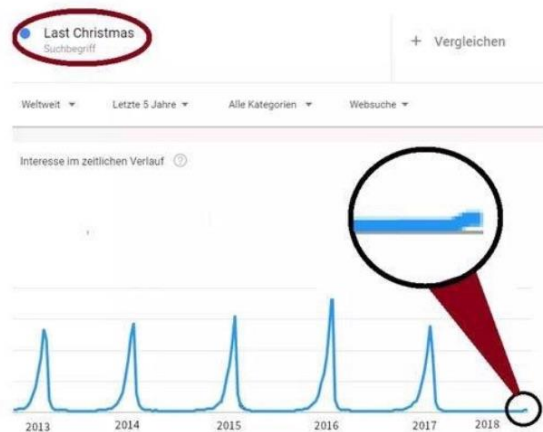 Last Christmas
Suchbegriff
+ Vergleichen
Weltweit Letzte 5 Jahre Alle Kategorien Websuche
Interesse im zeitlichen Verlauf ?
2013 2014 2015 2016 2017 2018